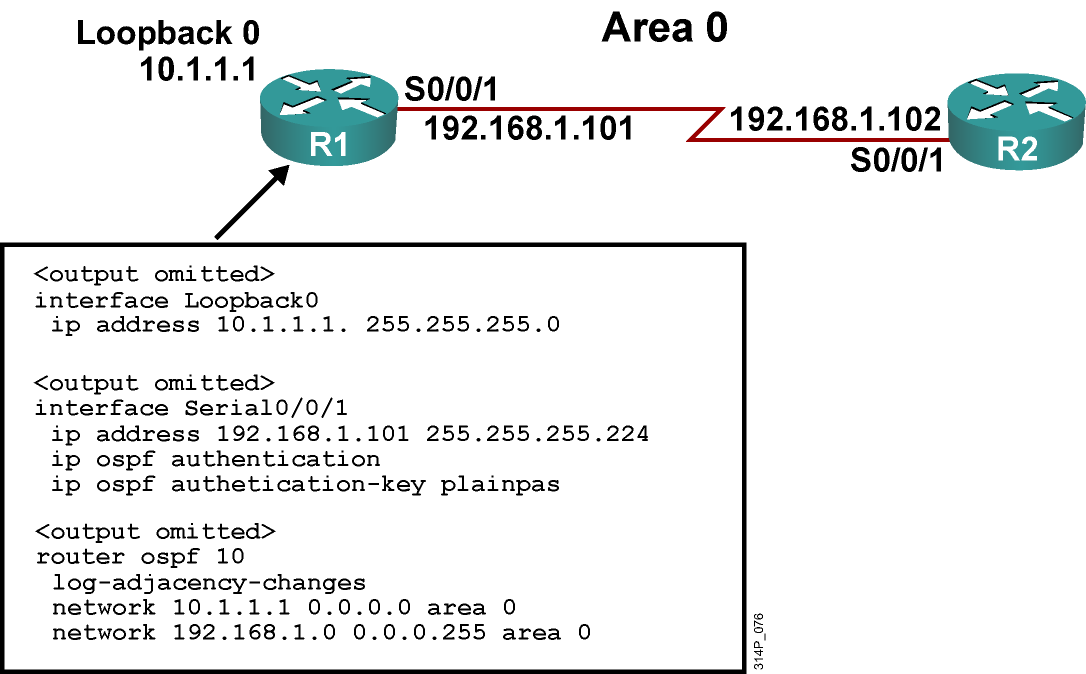 Loopback 0
10.1.1.1
Area 0
S0/0/1
192.168.1.101
192.168.1.102
S0/0/1
R1
R2
<output omitted>
interface Loopback0
ip address 10.1.1.1. 255.255.255.0
<output omitted>
interface Serial0/0/1
ip address 192.168.1.101 255.255.255.224
ip ospf authentication
ip ospf authetication-key plainpas
<output omitted>
router ospf 10
log-adjacency-changes
network 10.1.1.1 0.0.0.0 area 0
network 192.168.1.0 0.0.0.255 area 0
314P_076